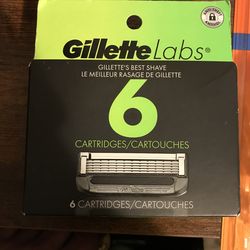 GilletteLabs®
GILLETTE'S BEST SHAVE
LE MEILLEUR RASAGE DE GILLETTE
6
CARTRIDGES/CARTOUCHES
6 CARTRIDGES/CARTOUCHES